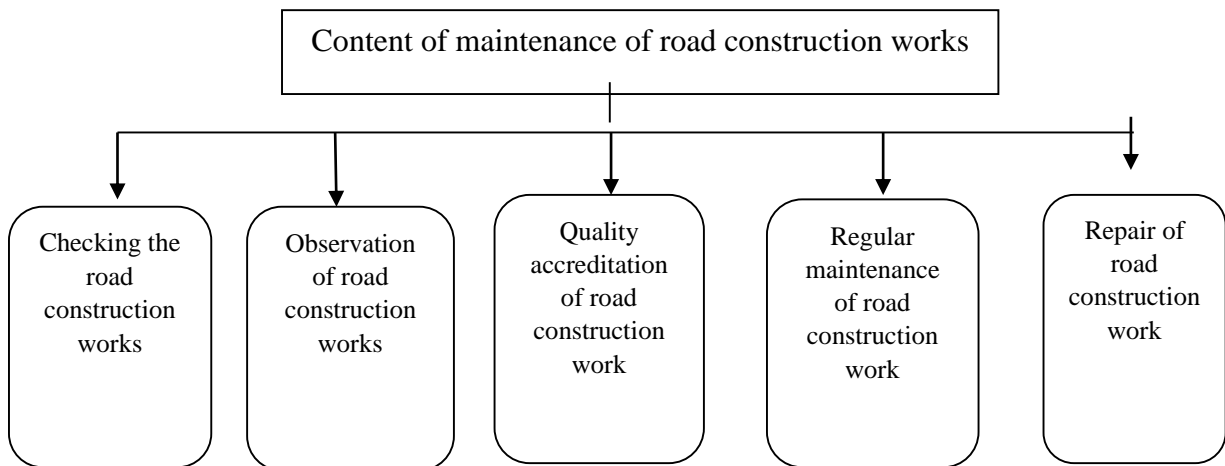 Content of maintenance of road construction works
Checking the
road
construction
works
Observation
of road
construction
works
Quality
accreditation
of road
construction
work
Regular
maintenance
of road
construction
work
Repair of
road
construction
work